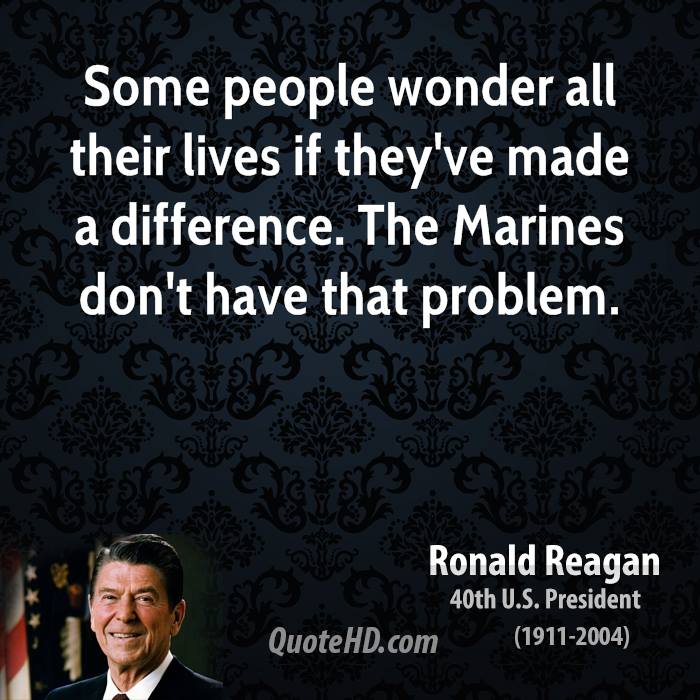 Some people wonder all
their lives if they've made
a difference. The Marines
don't have that problem.
Ronald Reagan
40th U.S. President
(1911-2004)
QuoteHD.com